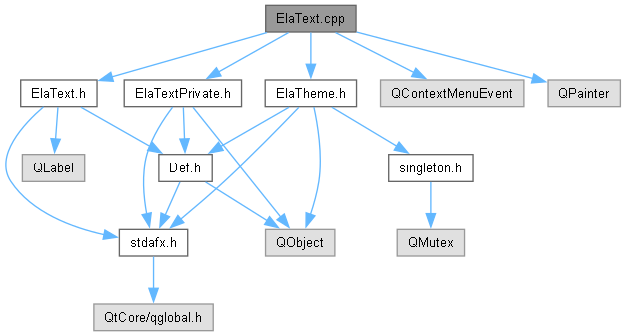 ElaText.cpp
ElaText.h
ElaTextPrivate.h
ElaTheme.h
QContextMenuEvent
QPainter
QLabel
Def.h
singleton.h
stdafx.h
QObject
QMutex
QtCore/qglobal.h